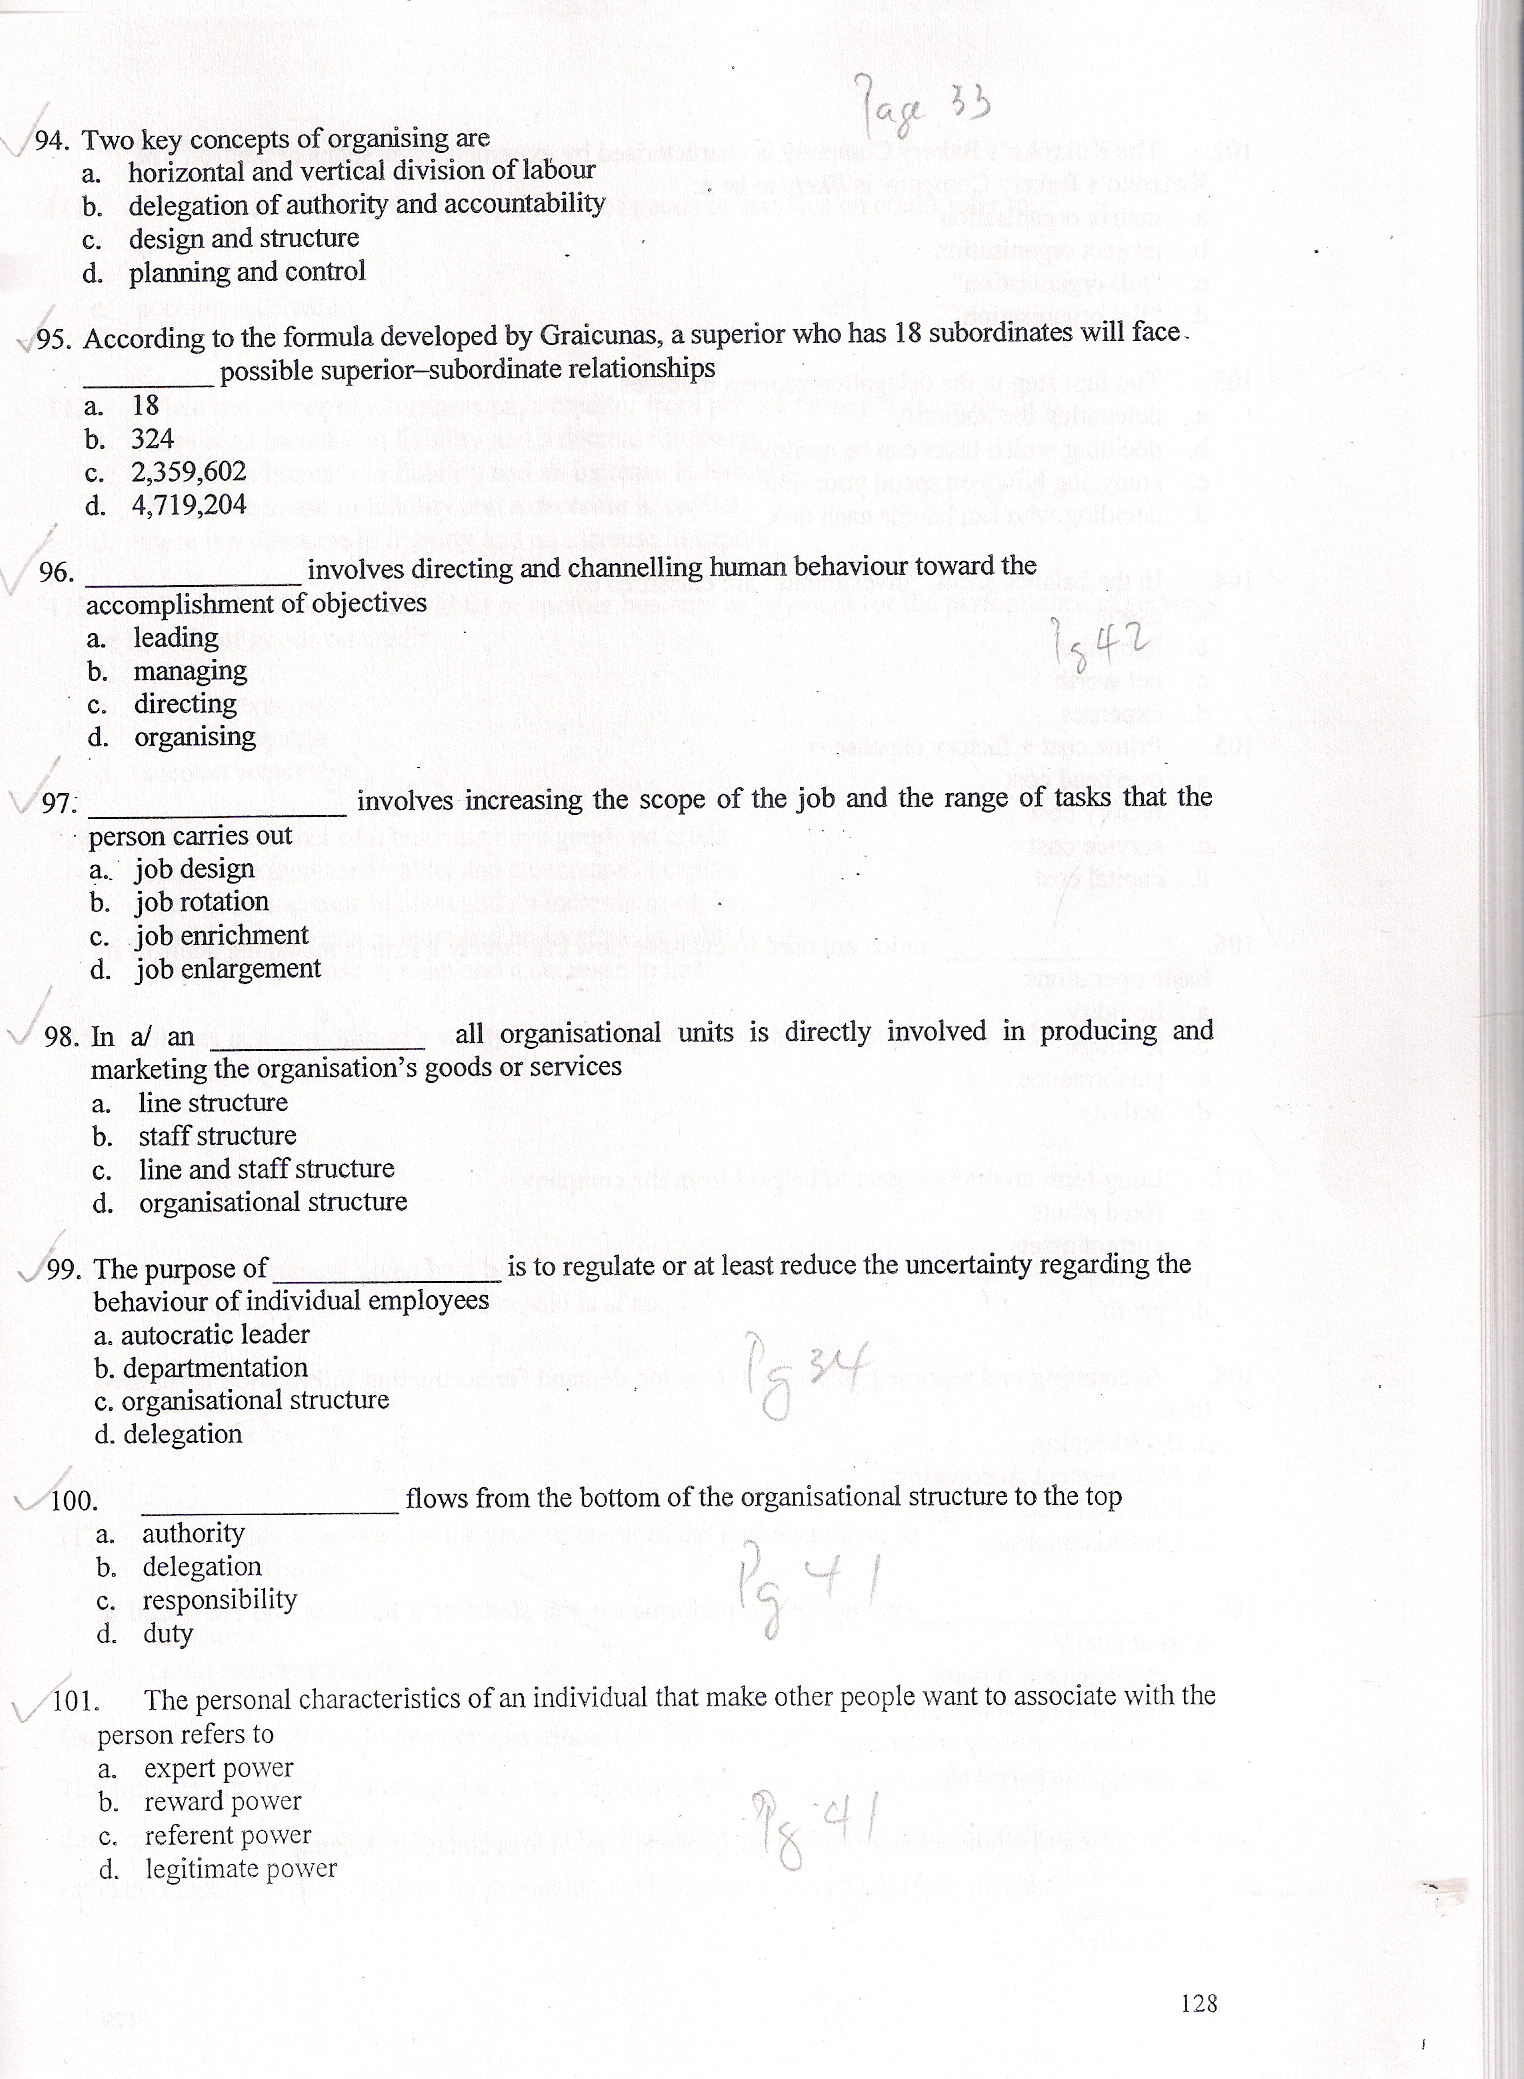 Page 33
94. Two key concepts of organising are
a. horizontal and vertical division of labour
b. delegation of authority and accountability
c. design and structure
d. planning and control
95. According to the formula developed by Graicunas, a superior who has 18 subordinates will face
________ possible superior–subordinate relationships
a. 18
b. 324
c. 2,359,602
d. 4,719,204
96. ________ involves directing and channelling human behaviour toward the
accomplishment of objectives
a. leading
Pg 42
b. managing
c. directing
d. organising
97. ________ involves increasing the scope of the job and the range of tasks that the
person carries out
a. job design
b. job rotation
c. job enrichment
d. job enlargement
98. In a/ an ________ all organisational units is directly involved in producing and
marketing the organisation's goods or services
a. line structure
b. staff structure
c. line and staff structure
d. organisational structure
99. The purpose of ________ is to regulate or at least reduce the uncertainty regarding the
behaviour of individual employees
a. autocratic leader
b. departmentation
Pg 34
c. organisational structure
d. delegation
100. ________ flows from the bottom of the organisational structure to the top
a. authority
b. delegation
Pg 41
c. responsibility
d. duty
101. The personal characteristics of an individual that make other people want to associate with the
person refers to
a. expert power
b. reward power
Pg 41
c. referent power
d. legitimate power
128